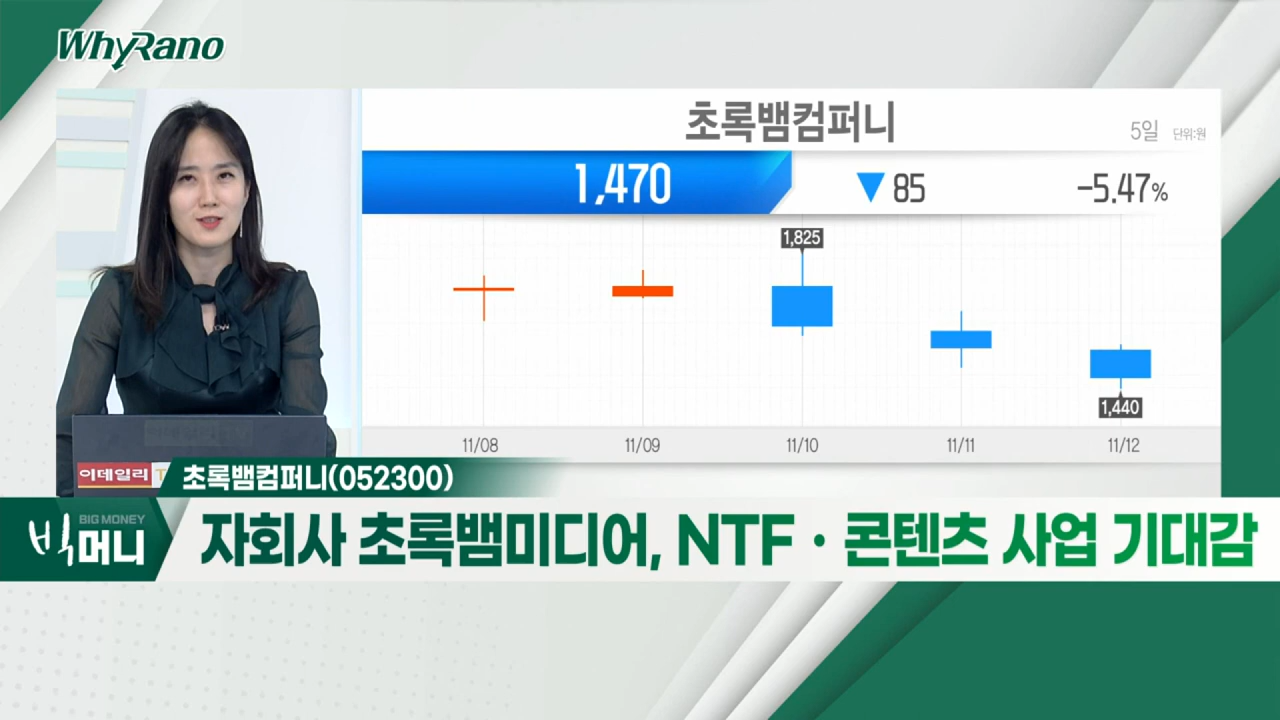 WhyRano
초록뱀컴퍼니
5일 단위:원
1,470 ▼ 85 -5.47%
1,825
1,440
11/08 11/09 11/10 11/11 11/12
이데일리 T
초록뱀컴퍼니(052300)
BIG MONEY
빅머니
자회사 초록뱀미디어, NTF · 콘텐츠 사업 기대감